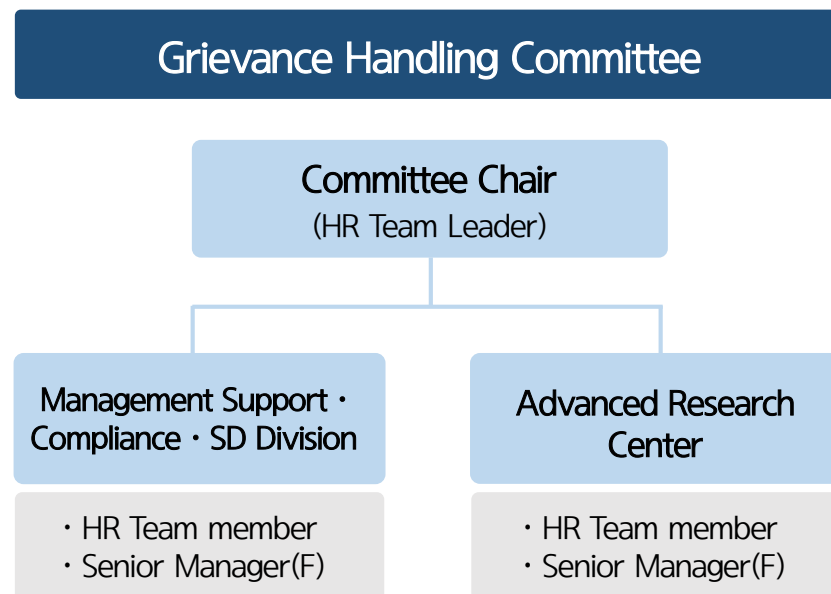 Grievance Handling Committee
Committee Chair
(HR Team Leader)
Management Support・
Compliance・SD Division
Advanced Research
Center
・HR Team member
・Senior Manager(F)
・HR Team member
・Senior Manager(F)